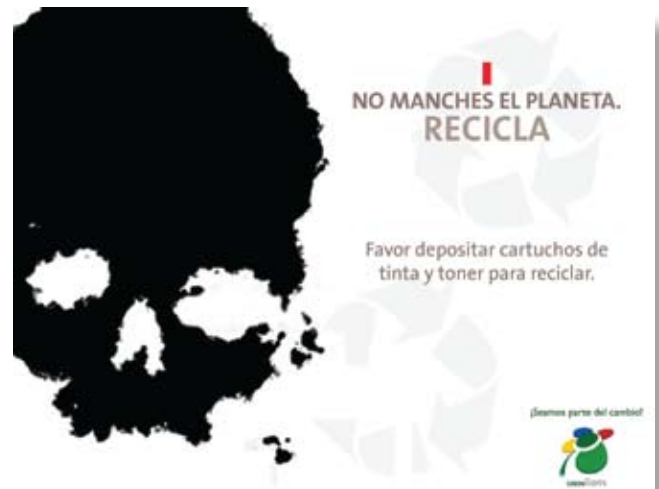 NO MANCHES EL PLANETA.
RECICLA
Favor depositar cartuchos de
tinta y toner para reciclar.
¡Seamos parte del cambio!